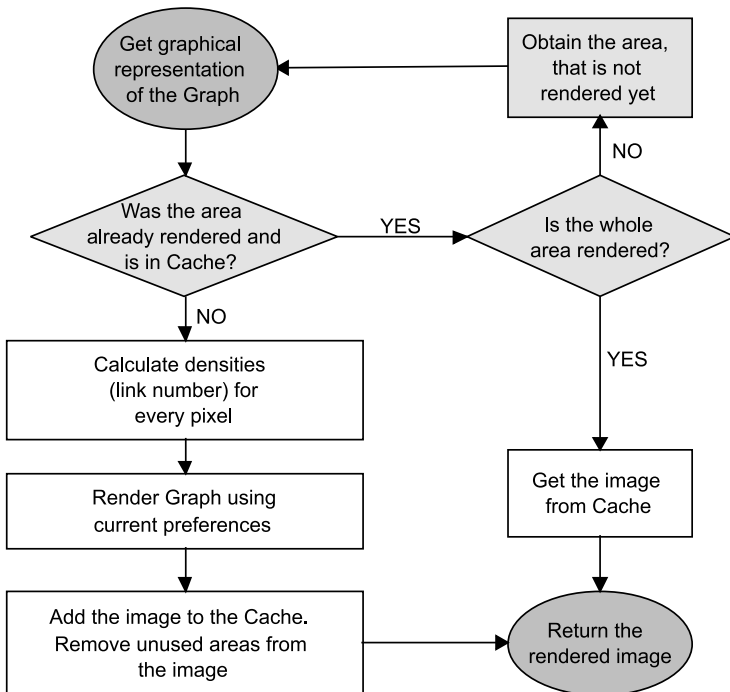 Get graphical
representation
of the Graph
Obtain the area,
that is not
rendered yet
NO
Was the area
already rendered and
is in Cache?
YES
Is the whole
area rendered?
NO
YES
Calculate densities
(link number) for
every pixel
Render Graph using
current preferences
Get the image
from Cache
Add the image to the Cache.
Remove unused areas from
the image
Return the
rendered image